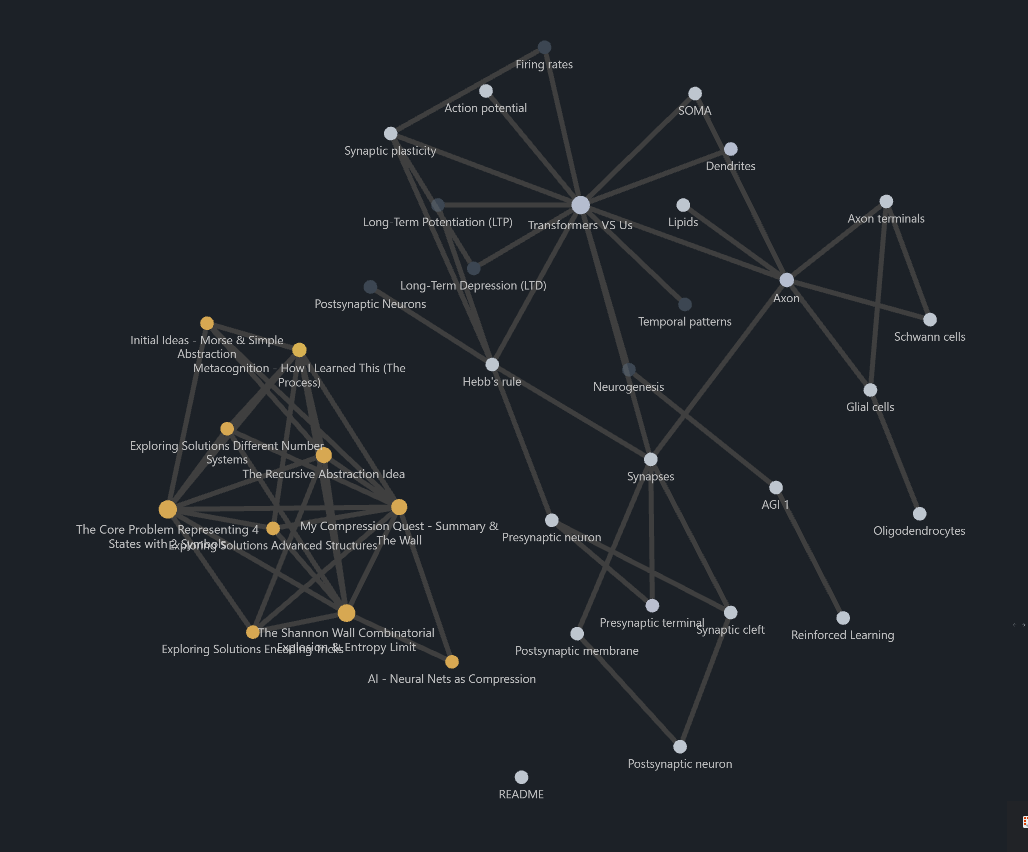 Firing rates
Action potential
SOMA
Synaptic plasticity
Dendrites
Long-Term Potentiation (LTP)
Transformers VS Us
Lipids
Axon terminals
Long-Term Depression (LTD)
Axon
Postsynaptic Neurons
Temporal patterns
Schwann cells
Initial Ideas - Morse & Simple
Abstraction
Metacognition - How I Learned This (The
Process)
Hebb's rule
Neurogenesis
Glial cells
Exploring Solutions Different Number
Systems
The Recursive Abstraction Idea
Synapses
AGI 1
The Core Problem Representing 4
States with 2 Symbols
Exploring Solutions Advanced Structures
My Compression Quest - Summary &
The Wall
Presynaptic neuron
Oligodendrocytes
Presynaptic terminal
Synaptic cleft
Reinforced Learning
The Shannon Wall Combinatorial
Explosion & Entropy Limit
Exploring Solutions Encoding Tricks
Postsynaptic membrane
AI - Neural Nets as Compression
Postsynaptic neuron
README